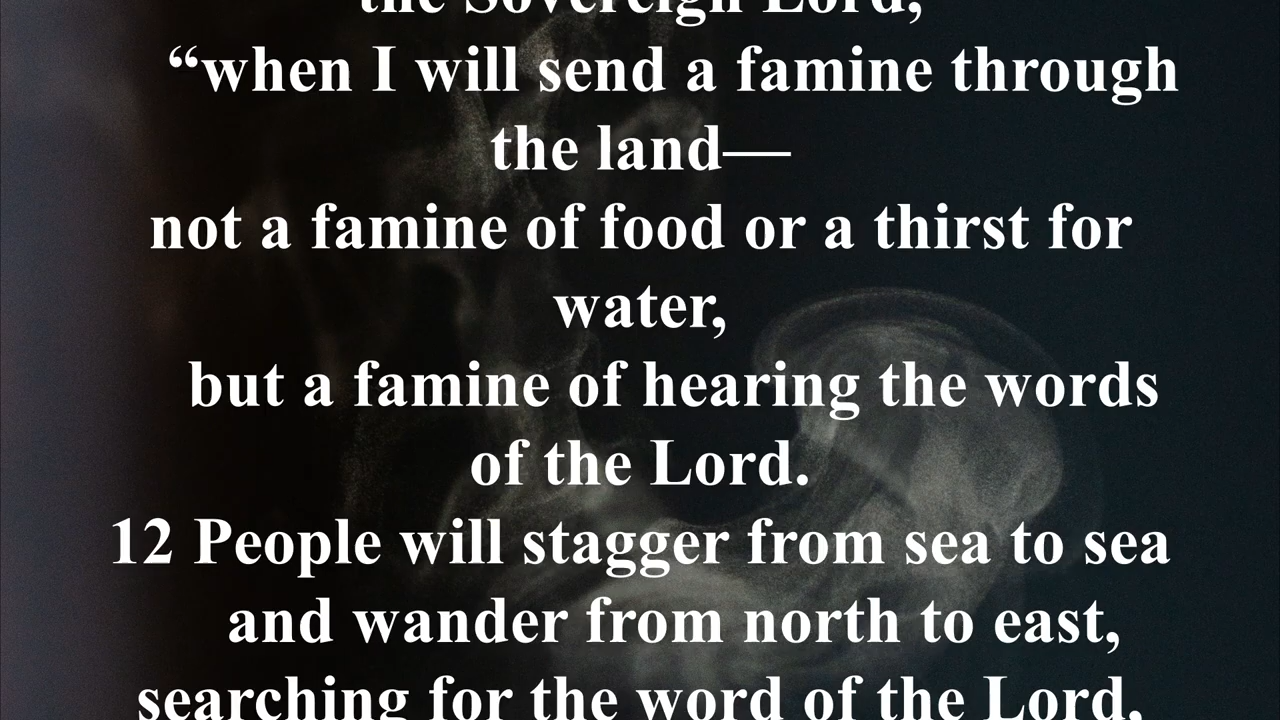 the Sovereign Lord,
“when I will send a famine through
the land—
not a famine of food or a thirst for
water,
but a famine of hearing the words
of the Lord.
12 People will stagger from sea to sea
and wander from north to east,
searching for the word of the Lord,